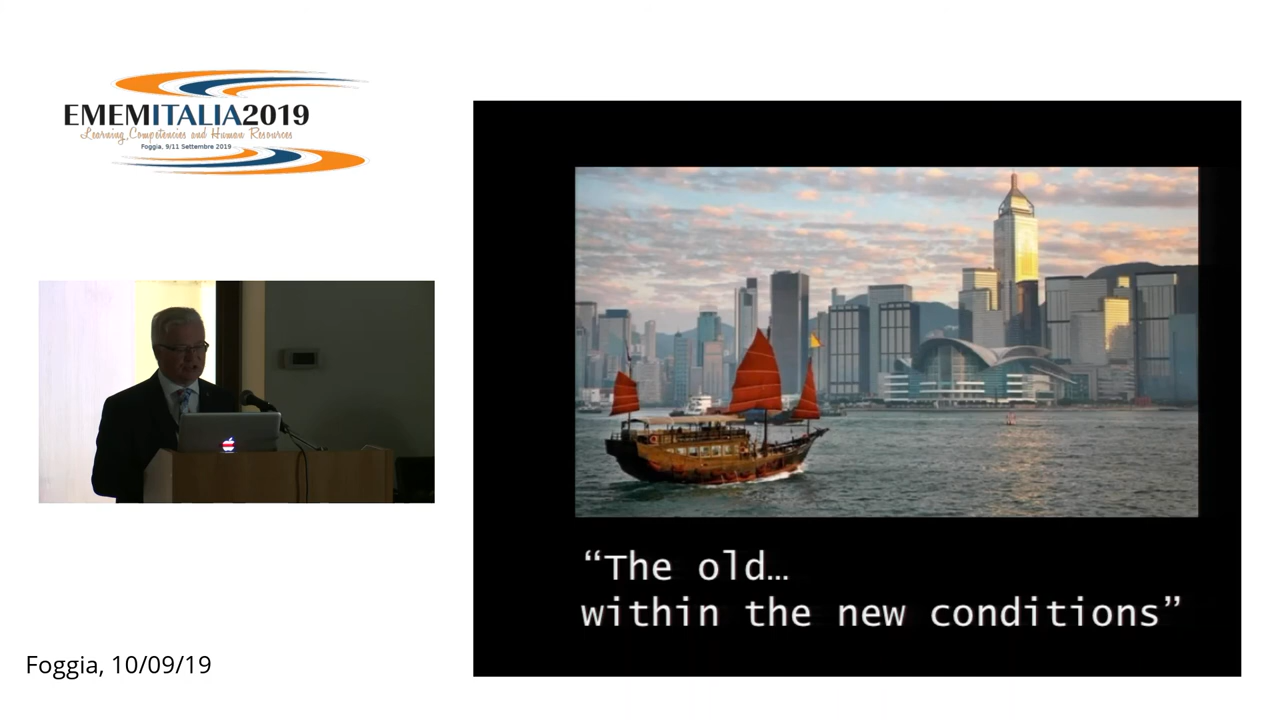 EMEMITALIA2019
Learning, Competencies and Human Resources
Foggia, 9/11 Settembre 2019
“The old…
within the new conditions”
Foggia, 10/09/19